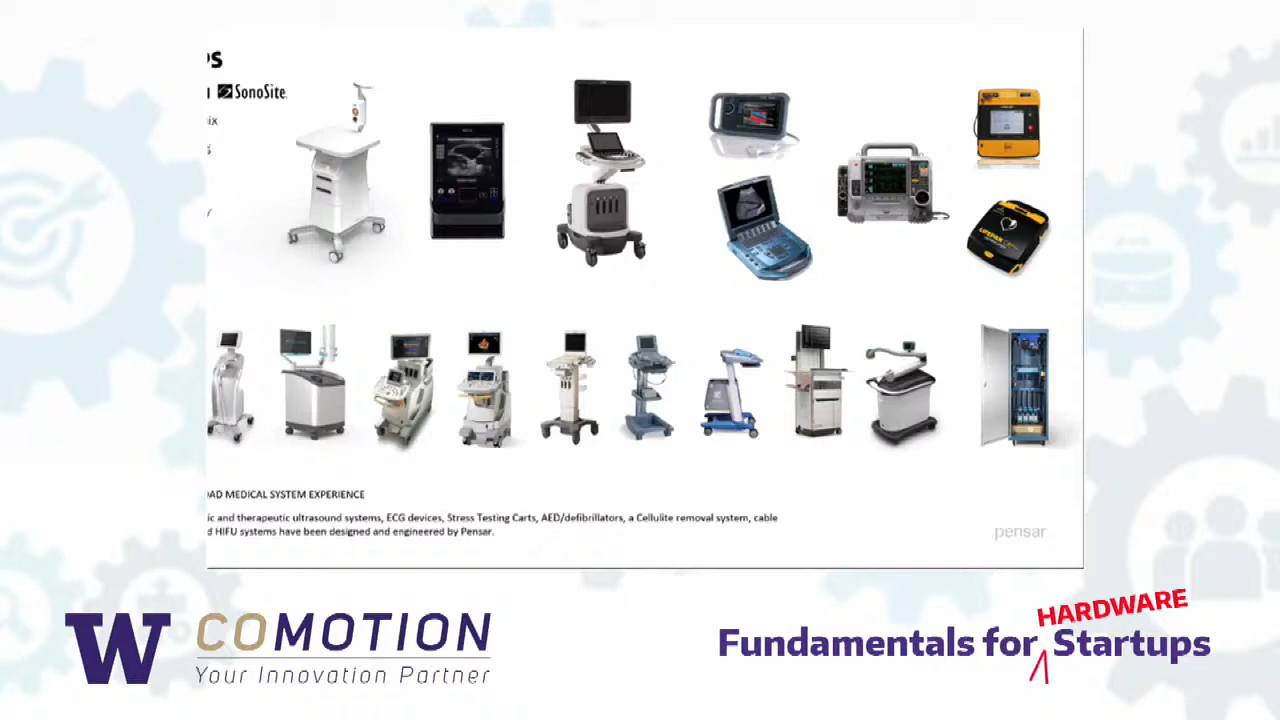 SonoSite
LIFEPAK
AD MEDICAL SYSTEM EXPERIENCE
ic and therapeutic ultrasound systems, ECG devices, Stress Testing Carts, AED/defibrillators, a Cellulite removal system, cable
d HIFU systems have been designed and engineered by Pensar.
pensar
W COMOTION
Your Innovation Partner
HARDWARE
Fundamentals for Startups